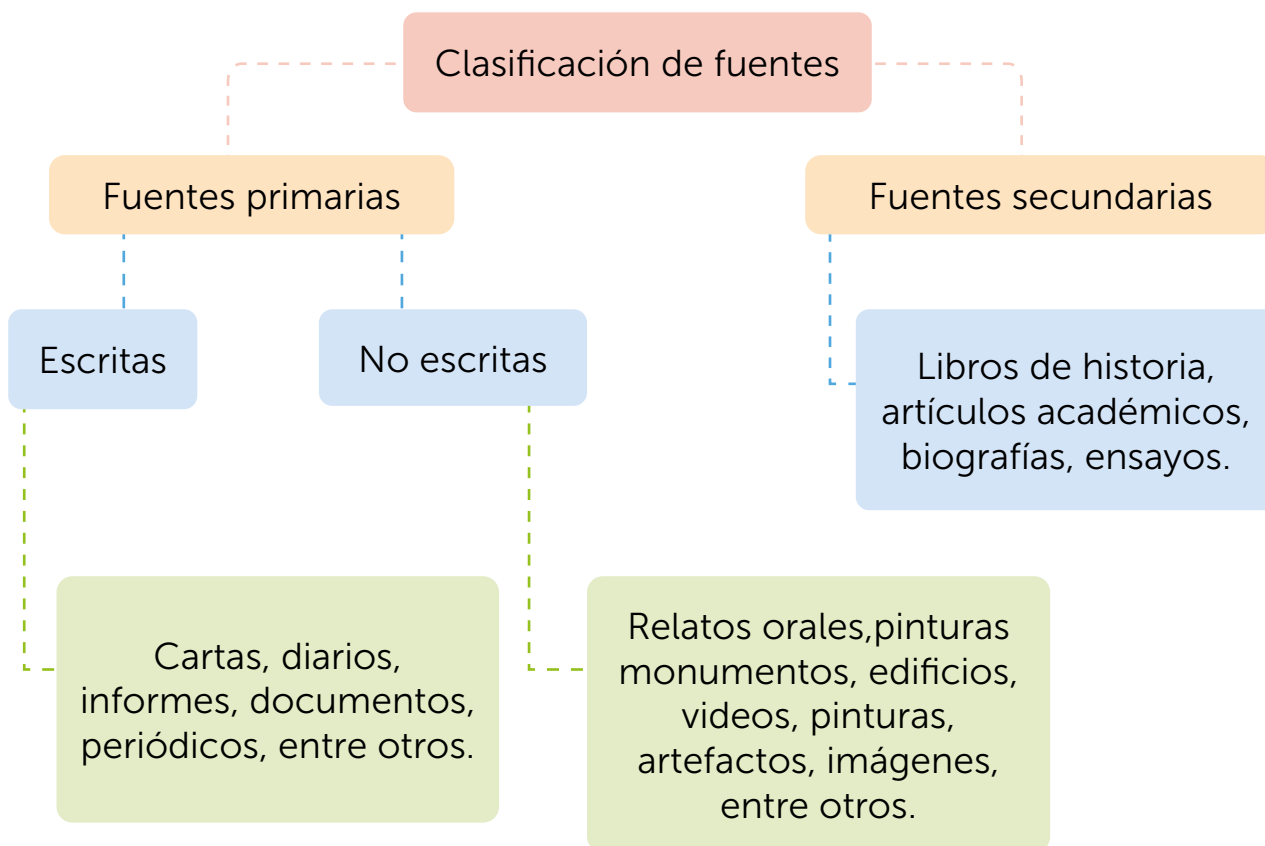 Clasificación de fuentes
Fuentes primarias
Fuentes secundarias
Escritas
No escritas
Libros de historia,
artículos académicos,
biografías, ensayos.
Cartas, diarios,
informes, documentos,
periódicos, entre otros.
Relatos orales,pinturas
monumentos, edificios,
videos, pinturas,
artefactos, imágenes,
entre otros.